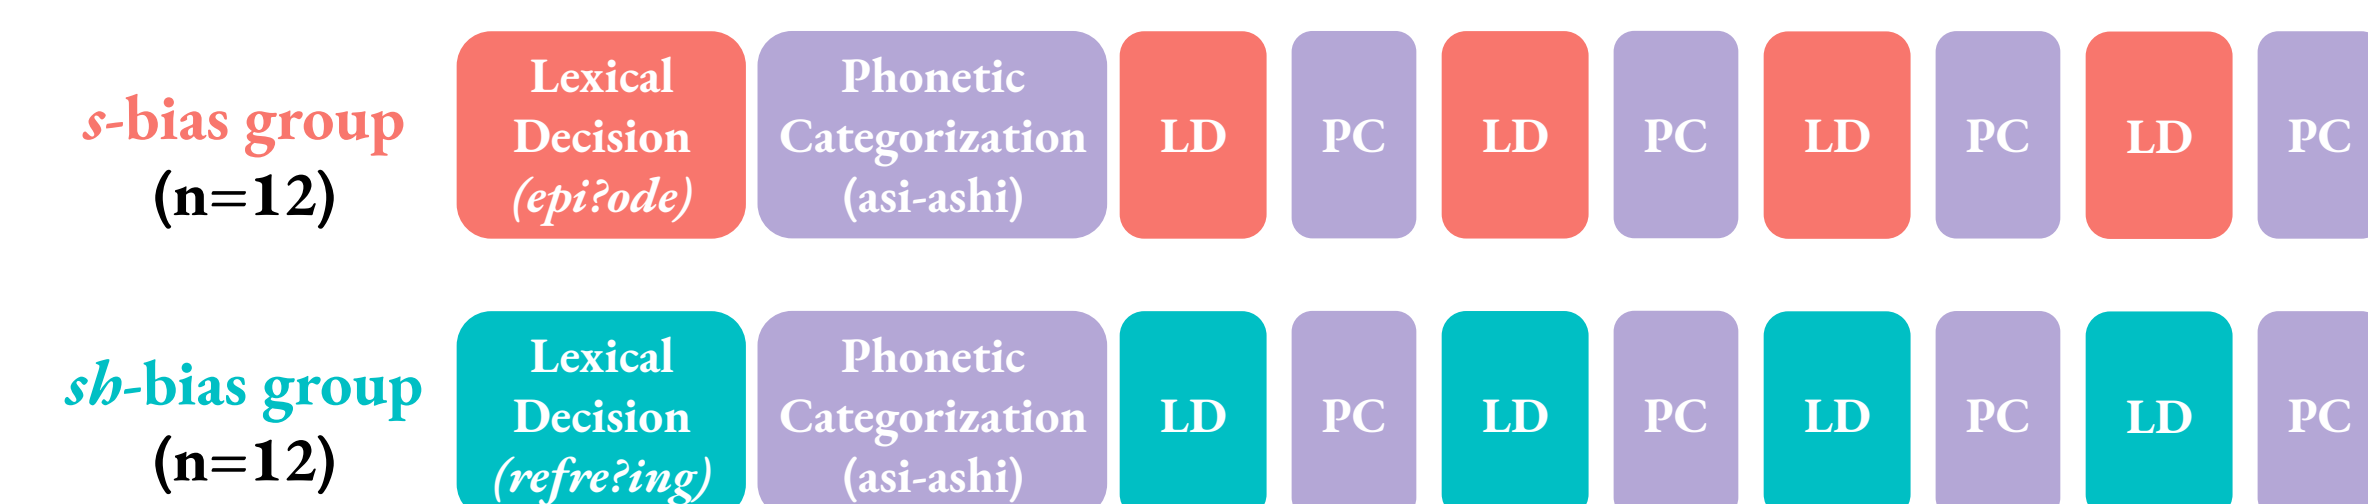 s-bias group
(n=12)
Lexical
Decision
(epi?ode)
Phonetic
Categorization
(asi-ashi)
LD
PC
LD
PC
LD
PC
LD
PC
sh-bias group
(n=12)
Lexical
Decision
(refre?ing)
Phonetic
Categorization
(asi-ashi)
LD
PC
LD
PC
LD
PC
LD
PC